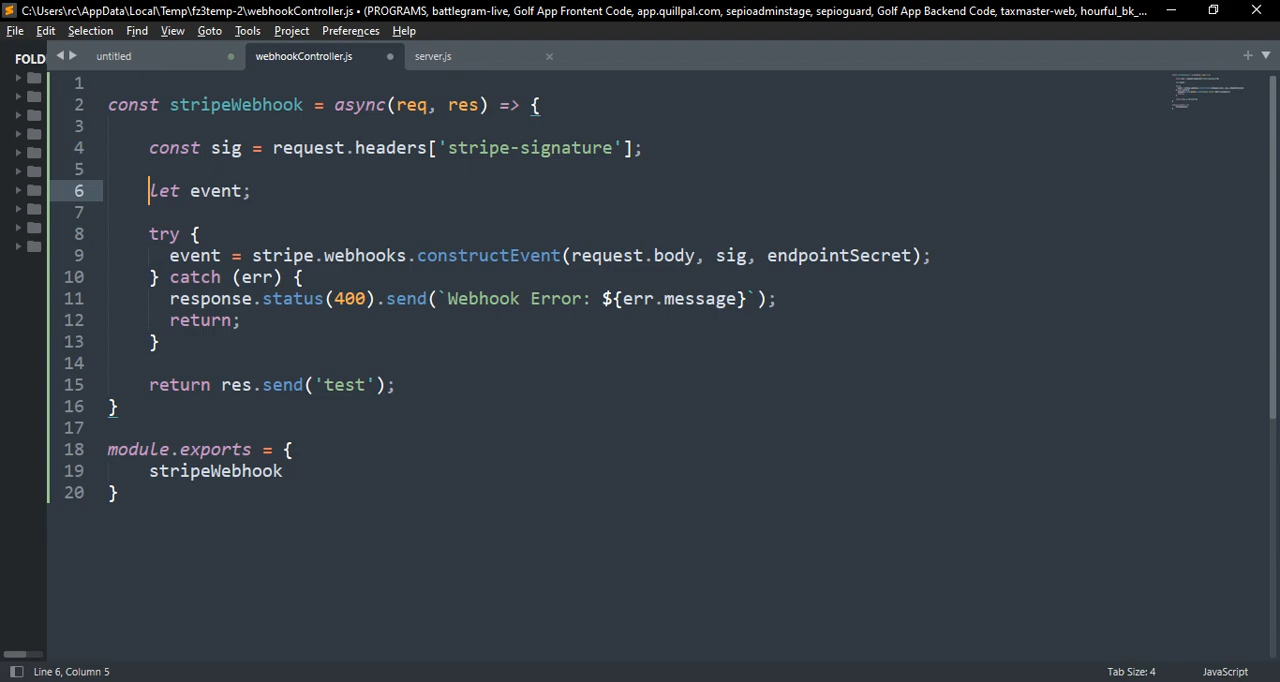 C:\Users\rc\AppData\Local\Temp\fz3temp-2\webhookController.js • (PROGRAMS, battlegram-live, Golf App Frontent Code, app.quillpal.com, sepioadminstage, sepioguard, Golf App Backend Code, taxmaster-web, hourful_bk_...
File Edit Selection Find View Goto Tools Project Preferences Help
FOLD untitled webhookController.js server.js
1
2 const stripeWebhook = async(req, res) => {
3
4 const sig = request.headers['stripe-signature'];
5
6 let event;
7
8 try {
9 event = stripe.webhooks.constructEvent(request.body, sig, endpointSecret);
10 } catch (err) {
11 response.status(400).send(`Webhook Error: ${err.message}`);
12 return;
13 }
14
15 return res.send('test');
16 }
17
18 module.exports = {
19 stripeWebhook
20 }
Line 6, Column 5 Tab Size: 4 JavaScript